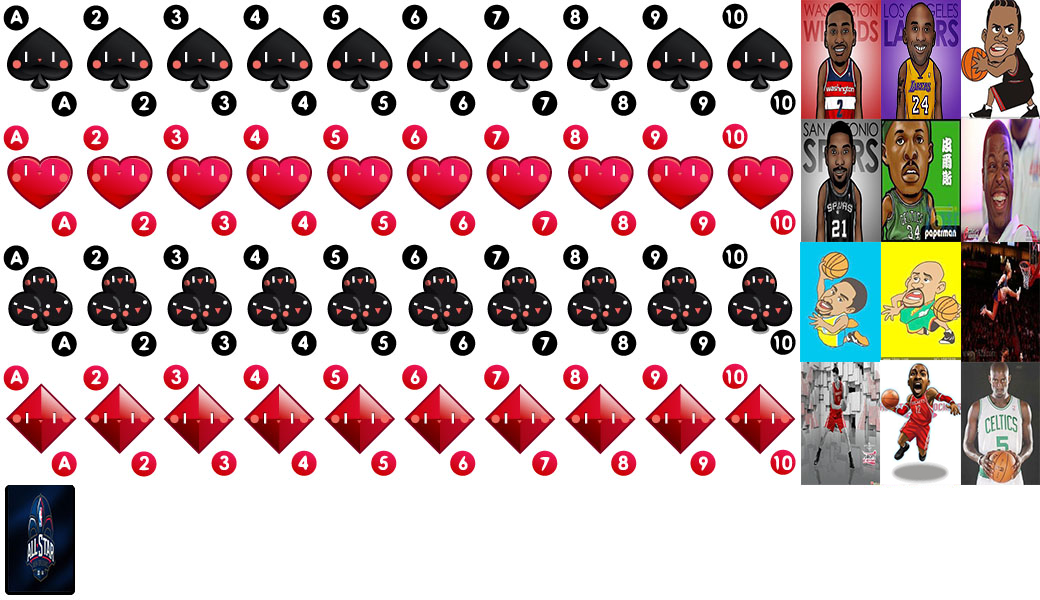 A 2 3 4 5 6 7 8 9 10
A 2 3 4 5 6 7 8 9 10
A 2 3 4 5 6 7 8 9 10
A 2 3 4 5 6 7 8 9 10
A 2 3 4 5 6 7 8 9 10
A 2 3 4 5 6 7 8 9 10
A 2 3 4 5 6 7 8 9 10
A 2 3 4 5 6 7 8 9 10
WASHINGTON
washington
2
LOS ANGELES
LAKERS
24
SAN ANTONIO
SPURS
SPURS
21
34
paperman
12
CELTICS
5
ALL STAR